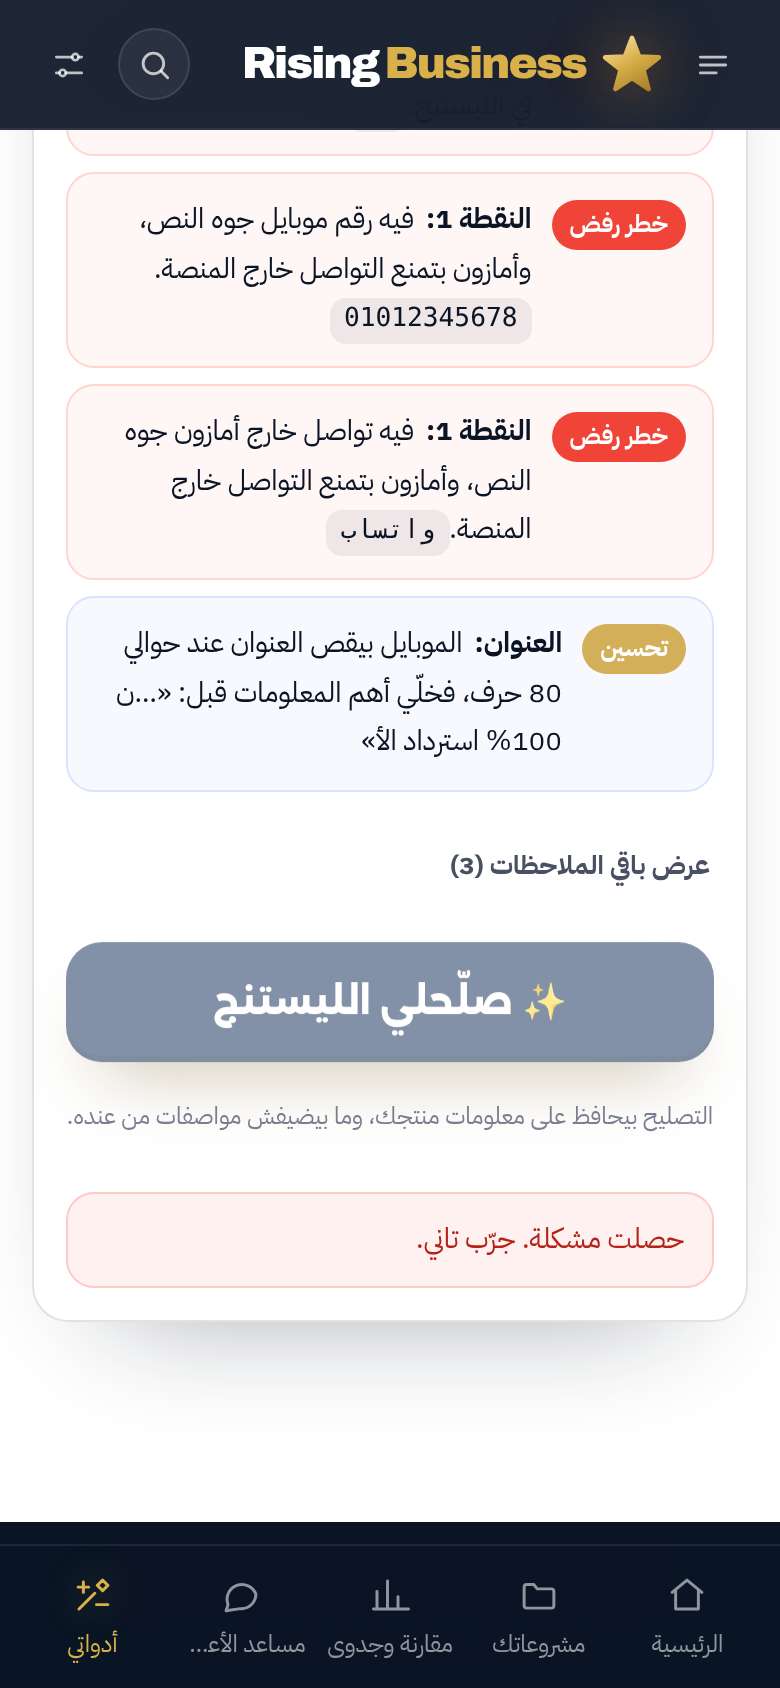 Rising Business
في الليستنج.
خطر رفض
النقطة 1: فيه رقم موبايل جوه النص،
وأمازون بتمنع التواصل خارج المنصة.
01012345678
خطر رفض
النقطة 1: فيه تواصل خارج أمازون جوه
النص، وأمازون بتمنع التواصل خارج
المنصة. واتساب
تحسين
العنوان: الموبايل بيقص العنوان عند حوالي
80 حرف، فخلّي أهم المعلومات قبل: «...ن
100% استرداد الأ»
عرض باقي الملاحظات (3)
✨ صلّحلي الليستنج
التصليح بيحافظ على معلومات منتجك، وما بيضيفش مواصفات من عنده.
حصلت مشكلة. جرّب تاني.
الرئيسية
مشروعاتك
مقارنة وجدوى
مساعد الأع...
أدواتي